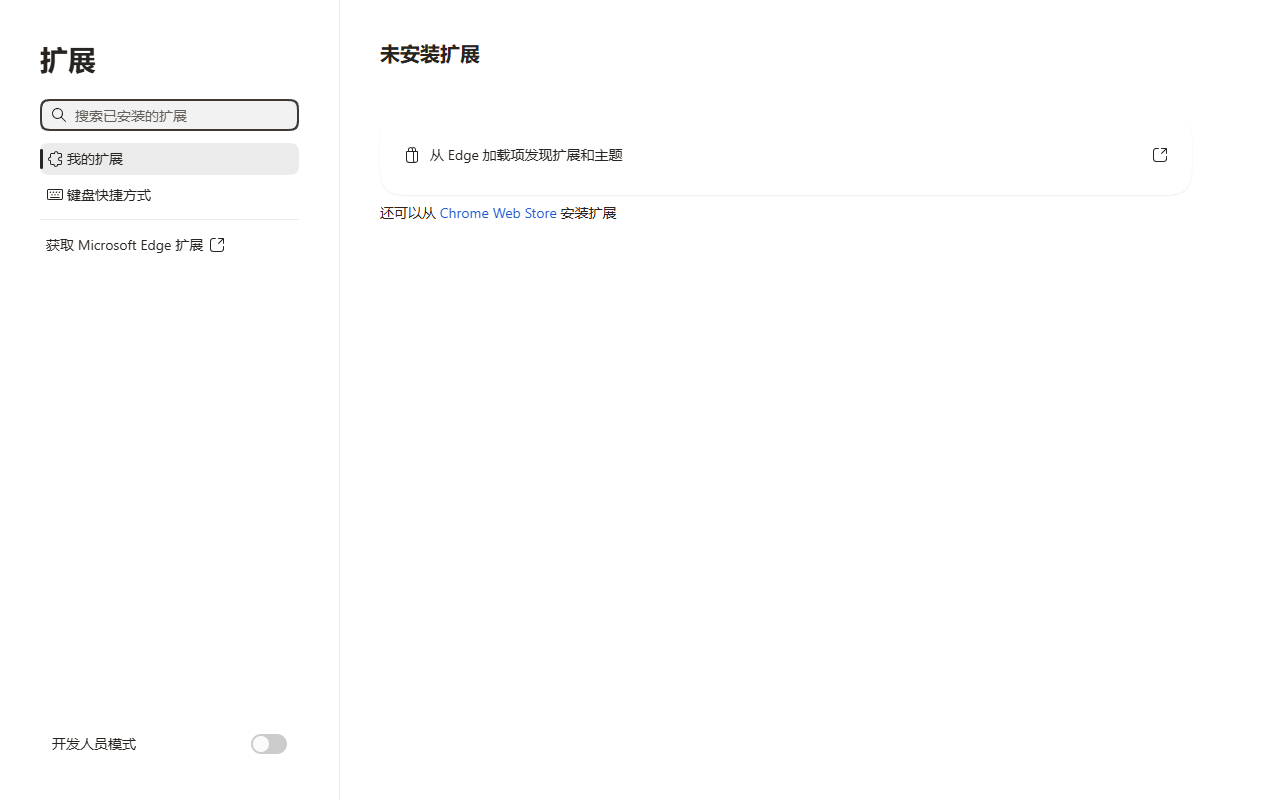 扩展
搜索已安装的扩展
我的扩展
键盘快捷方式
获取 Microsoft Edge 扩展
开发人员模式
未安装扩展
从 Edge 加载项发现扩展和主题
还可以从 Chrome Web Store 安装扩展